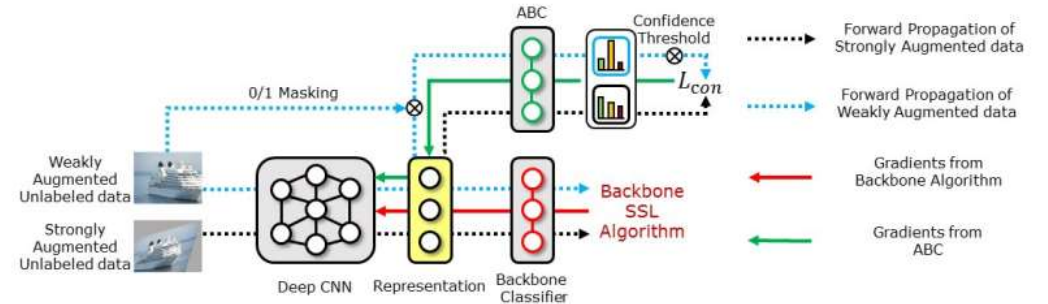 ABC
Confidence
Threshold
0/1 Masking
L_con
Weakly
Augmented
Unlabeled data
Strongly
Augmented
Unlabeled data
Backbone
SSL
Algorithm
Deep CNN
Representation
Backbone
Classifier
Forward Propagation of
Strongly Augmented data
Forward Propagation of
Weakly Augmented data
Gradients from
Backbone Algorithm
Gradients from
ABC